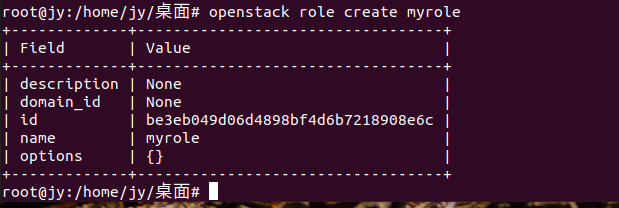 root@jy:/home/jy/桌面# openstack role create myrole
+-------------+----------------------------------+
| Field       | Value                            |
+-------------+----------------------------------+
| description | None                             |
| domain_id   | None                             |
| id          | be3eb049d06d4898bf4d6b7218908e6c |
| name        | myrole                           |
| options     | {}                               |
+-------------+----------------------------------+
root@jy:/home/jy/桌面#